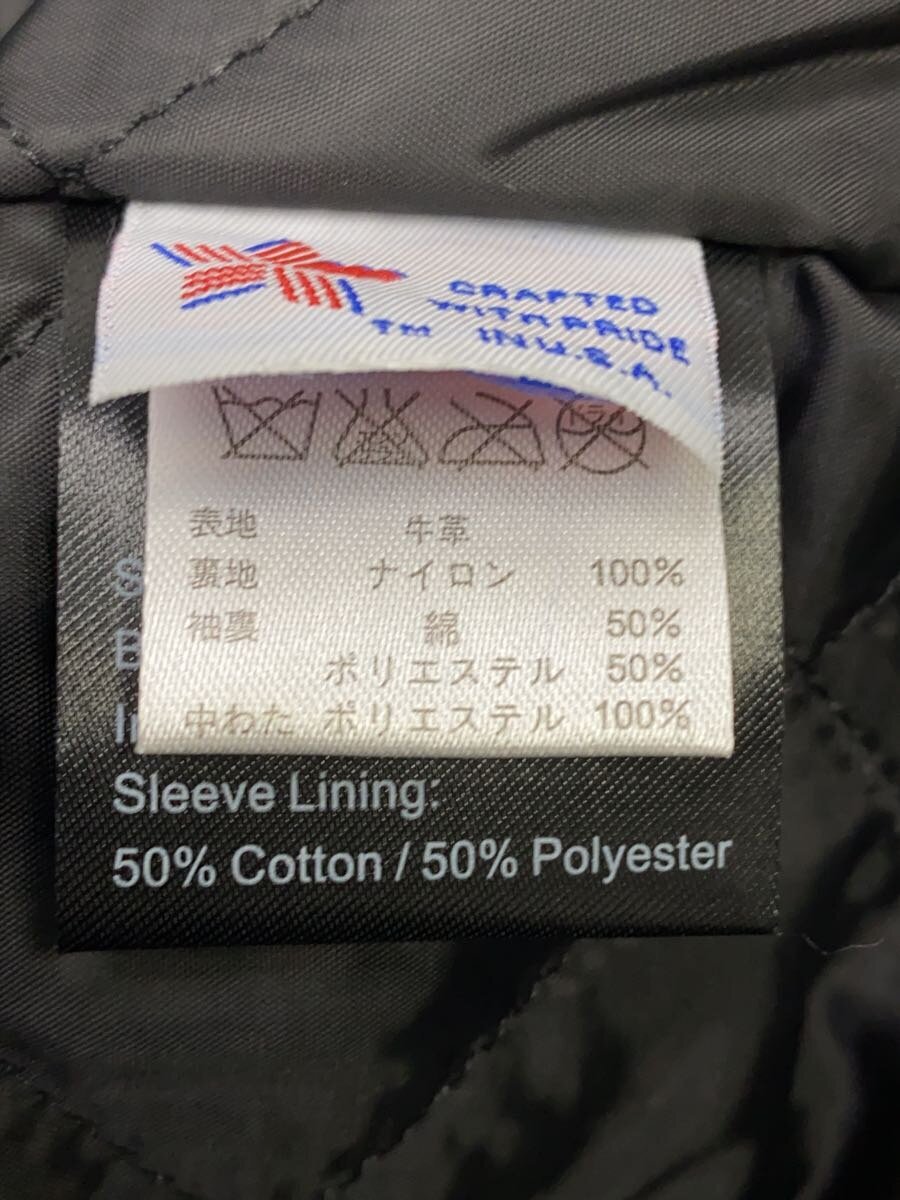 CRAFTED
WITH PRIDE
TM IN U.S.A.
表地 牛革
裏地 ナイロン 100%
袖裏 綿 50%
ポリエステル 50%
中わた ポリエステル 100%
Sleeve Lining:
50% Cotton / 50% Polyester